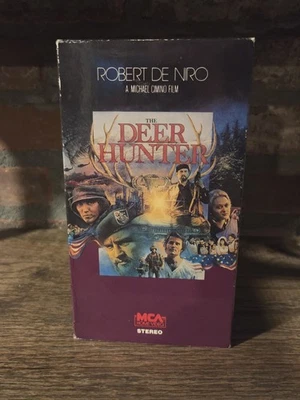 ROBERT DE NIRO
A MICHAEL CIMINO FILM
THE
DEER
HUNTER
MCA
HOME VIDEO
STEREO